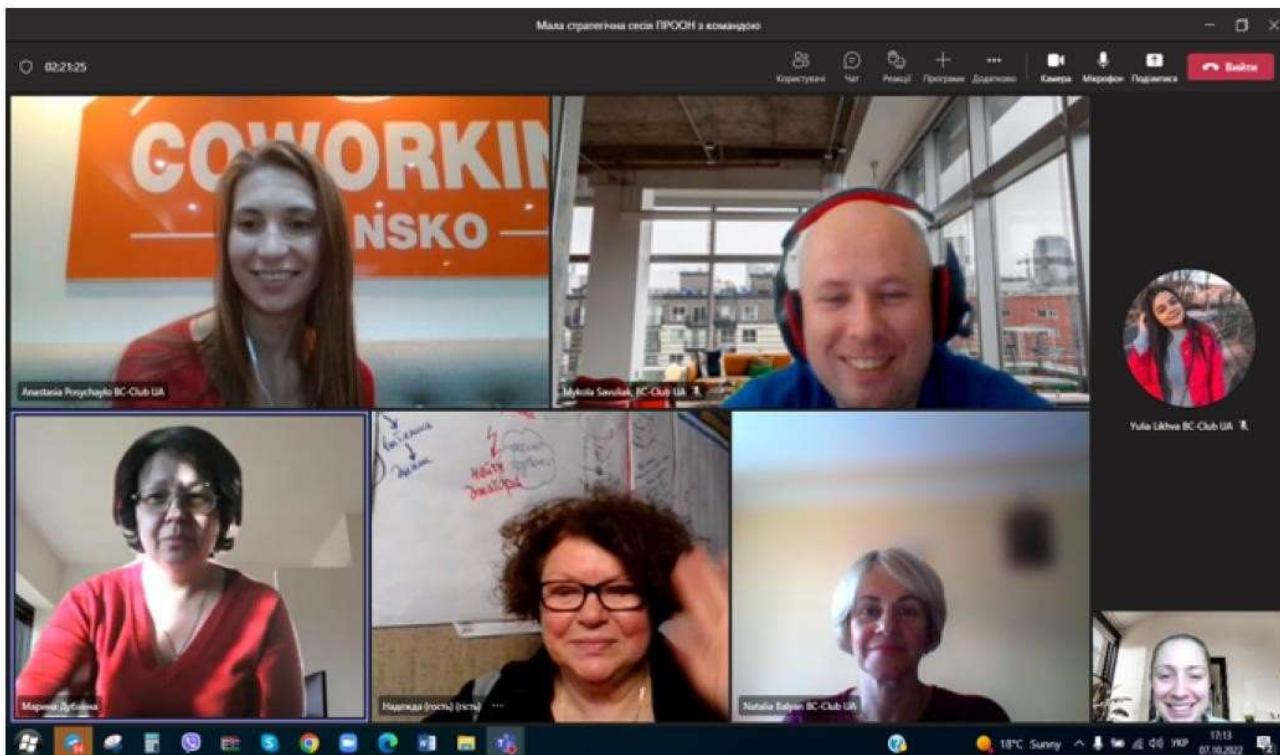 Мала стратегічна сесія ПРООН з командою
02:21:25
Користувачі
Чат
Реакції
Програми
Додатково
Камера
Мікрофон
Поділитися
Вийти
COWORKIN
NSKO
Anastasia Posychaylo BC-Club UA
Mykola Savuliak, BC-Club UA
Yulia Likhva BC-Club UA
найти
Марина Дубініна
Надежда (гость) (гість)
Natalia Balyan BC-Club UA
18°C Sunny
УКР
17:13
07.10.2022